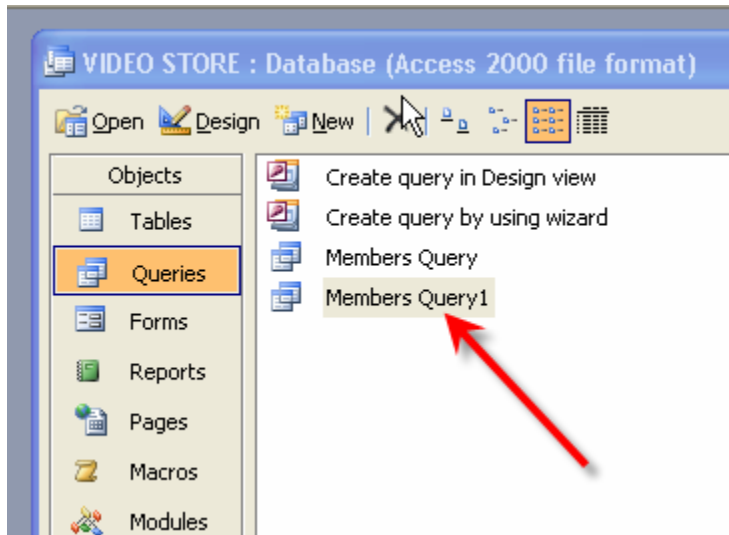 VIDEO STORE : Database (Access 2000 file format)
Open Design New
Objects
Tables
Queries
Forms
Reports
Pages
Macros
Modules
Create query in Design view
Create query by using wizard
Members Query
Members Query1